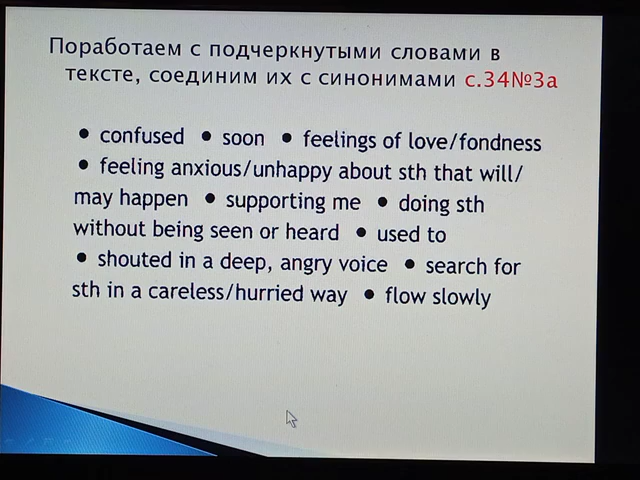 Поработаем с подчеркнутыми словами в
тексте, соединим их с синонимами с.34№3а
• confused • soon • feelings of love/fondness
• feeling anxious/unhappy about sth that will/
may happen • supporting me • doing sth
without being seen or heard • used to
• shouted in a deep, angry voice • search for
sth in a careless/hurried way • flow slowly